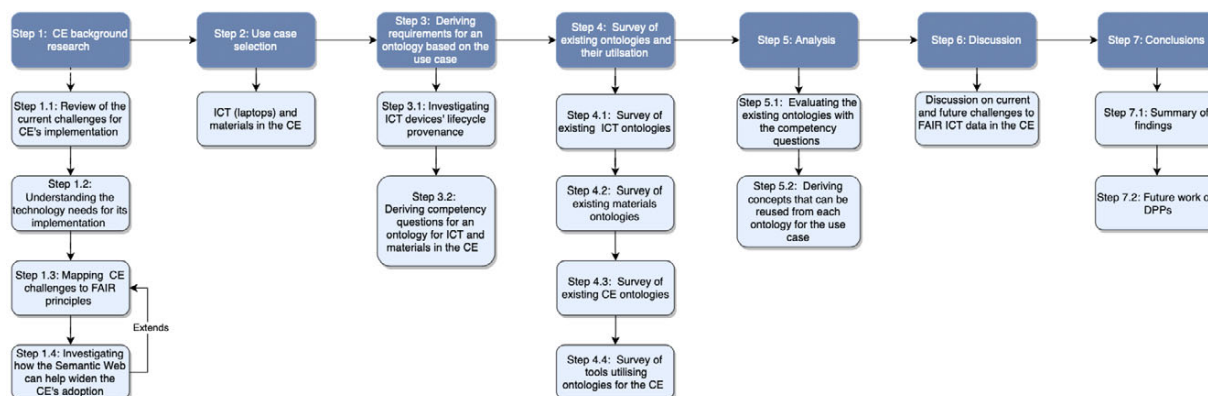 Step 1:  CE background
research
Step 1.1: Review of the
current challenges for
CE's implementation
Step 1.2:
Understanding the
technology needs for its
implementation
Step 1.3: Mapping  CE
challenges to FAIR
principles
Extends
Step 1.4: Investigating
how the Semantic Web
can help widen the
CE's adoption
Step 2: Use case
selection
ICT (laptops) and
materials in the CE
Step 3:  Deriving
requirements for an
ontology based on the
use case
Step 3.1: Investigating
ICT devices' lifecycle
provenance
Step 3.2:
Deriving competency
questions for an
ontology for ICT and
materials in the CE
Step 4:  Survey of
existing ontologies and
their utilisation
Step 4.1:  Survey of
existing  ICT ontologies
Step 4.2:  Survey of
existing materials
ontologies
Step 4.3:  Survey of
existing CE ontologies
Step 4.4:  Survey of
tools utilising
ontologies for the CE
Step 5: Analysis
Step 5.1:  Evaluating the
existing ontologies with
the competency
questions
Step 5.2:  Deriving
concepts that can be
reused from each
ontology for the use
case
Step 6: Discussion
Discussion on current
and future challenges to
FAIR ICT data in the CE
Step 7: Conclusions
Step 7.1: Summary of
findings
Step 7.2: Future work o
DPPs